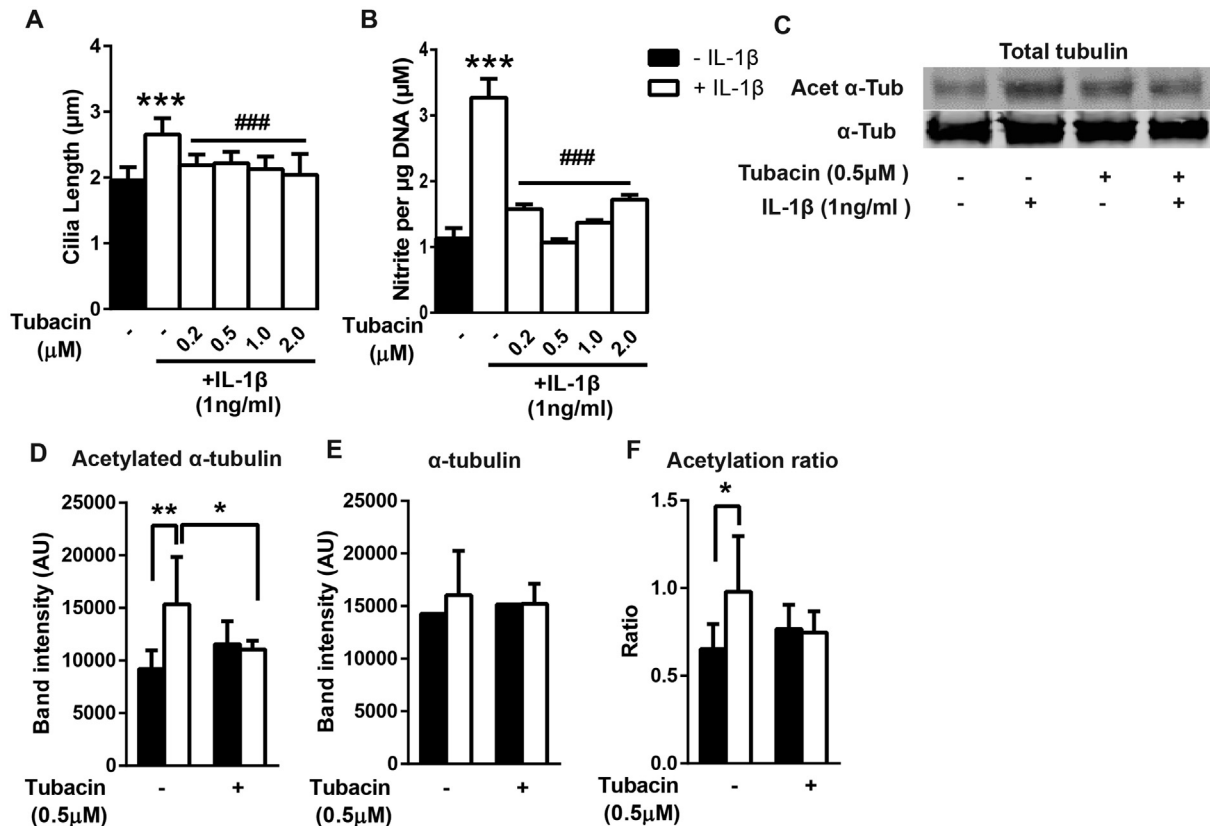 A
Cilia Length (μm)
4
3
2
1
0
***
###
Tubacin
(μM)
- - 0.2 0.5 1.0 2.0
+IL-1β
(1ng/ml)
B
Nitrite per μg DNA (μM)
4
3
2
1
0
***
###
- IL-1β
+ IL-1β
Tubacin
(μM)
- - 0.2 0.5 1.0 2.0
+IL-1β
(1ng/ml)
C
Total tubulin
Acet α-Tub
α-Tub
Tubacin (0.5μM ) - - + +
IL-1β (1ng/ml ) - + - +
D Acetylated α-tubulin
Band intensity (AU)
25000
20000
15000
10000
5000
0
** *
Tubacin - +
(0.5μM)
E α-tubulin
Band intensity (AU)
25000
20000
15000
10000
5000
0
Tubacin - +
(0.5μM)
F Acetylation ratio
Ratio
1.5
1.0
0.5
0.0
*
Tubacin - +
(0.5μM)